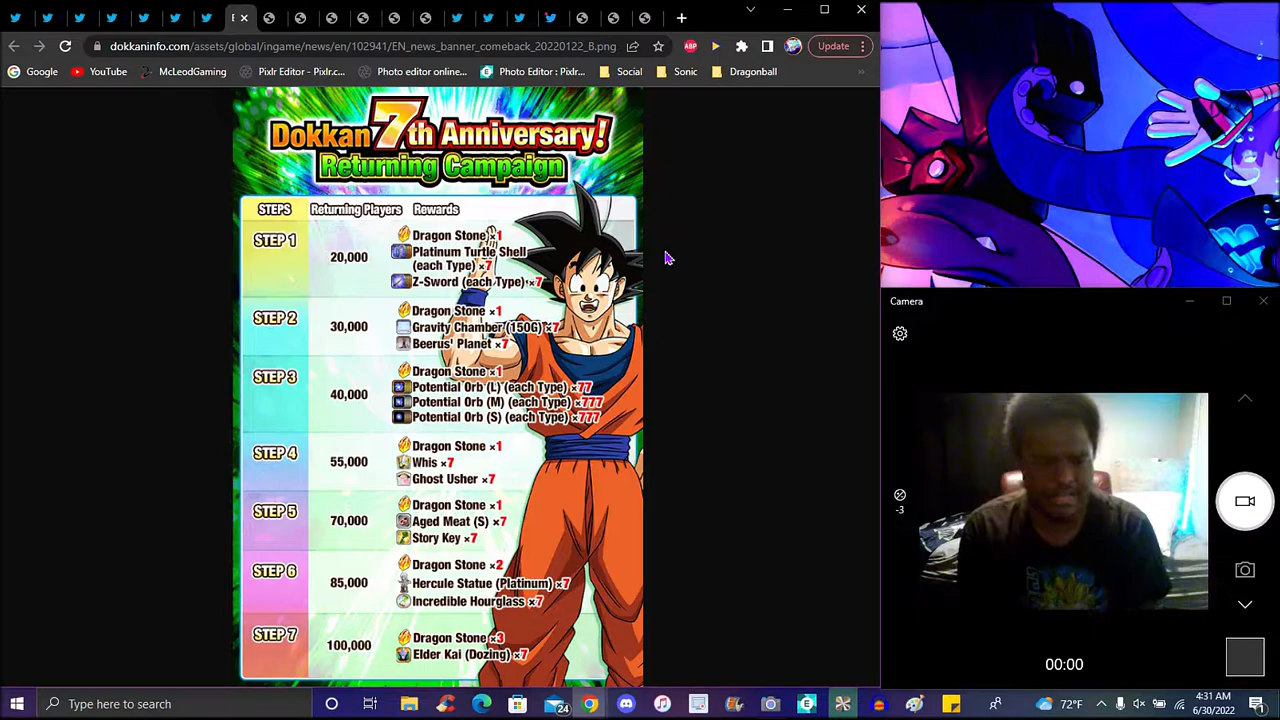 E
Update
dokkaninfo.com/assets/global/ingame/news/en/102941/EN_news_banner_comeback_20220122_B.png
ABP
Google
YouTube
McLeodGaming
Pixlr Editor - Pixlr.c...
Photo editor online...
Photo Editor : Pixlr...
Social
Sonic
Dragonball
»
Dokkan 7th Anniversary!
Returning Campaign
STEPS Returning Players Rewards
STEP 1
20,000
Dragon Stone ×1
Platinum Turtle Shell
(each Type) ×7
Z-Sword (each Type) ×7
STEP 2
30,000
Dragon Stone ×1
Gravity Chamber (150G) ×7
Beerus' Planet ×7
STEP 3
40,000
Dragon Stone ×1
Potential Orb (L) (each Type) ×77
Potential Orb (M) (each Type) ×777
Potential Orb (S) (each Type) ×777
STEP 4
55,000
Dragon Stone ×1
Whis ×7
Ghost Usher ×7
STEP 5
70,000
Dragon Stone ×1
Aged Meat (S) ×7
Story Key ×7
STEP 6
85,000
Dragon Stone ×2
Hercule Statue (Platinum) ×7
Incredible Hourglass ×7
STEP 7
100,000
Dragon Stone ×3
Elder Kai (Dozing) ×7
Camera
-3
00:00
Type here to search
24
72°F
4:31 AM
6/30/2022